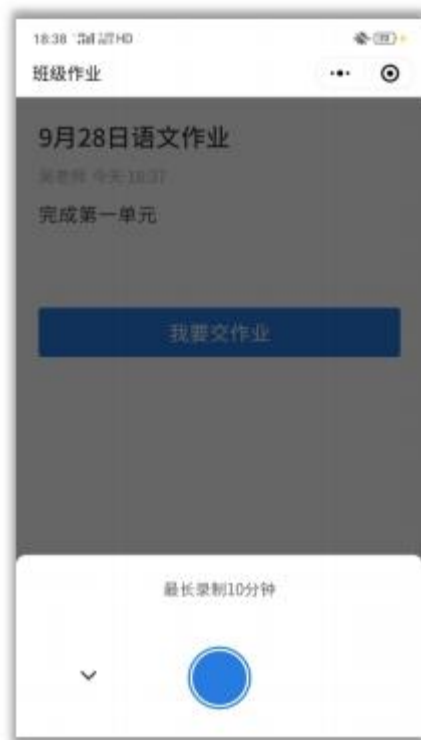 18:38
班级作业
9月28日语文作业
今天 18:37
完成第一单元
我要交作业
最长录制10分钟